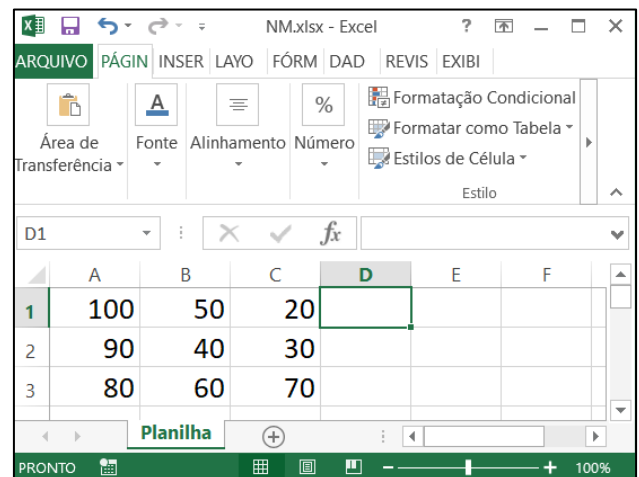 NM.xlsx - Excel ?
ARQUIVO PÁGIN INSER LAYO FÓRM DAD REVIS EXIBI
Área de Transferência
Fonte
Alinhamento
%
Número
Formatação Condicional
Formatar como Tabela
Estilos de Célula
Estilo
D1 fx
A B C D E F
1 100 50 20
2 90 40 30
3 80 60 70
Planilha
PRONTO 100%